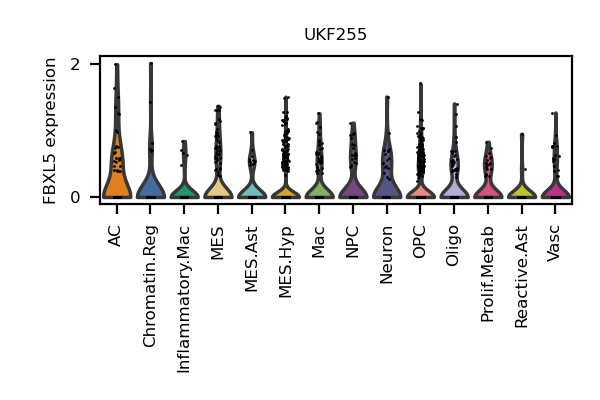 UKF255
FBXL5 expression
2
0
AC
Chromatin.Reg
Inflammatory.Mac
MES
MES.Ast
MES.Hyp
Mac
NPC
Neuron
OPC
Oligo
Prolif.Metab
Reactive.Ast
Vasc